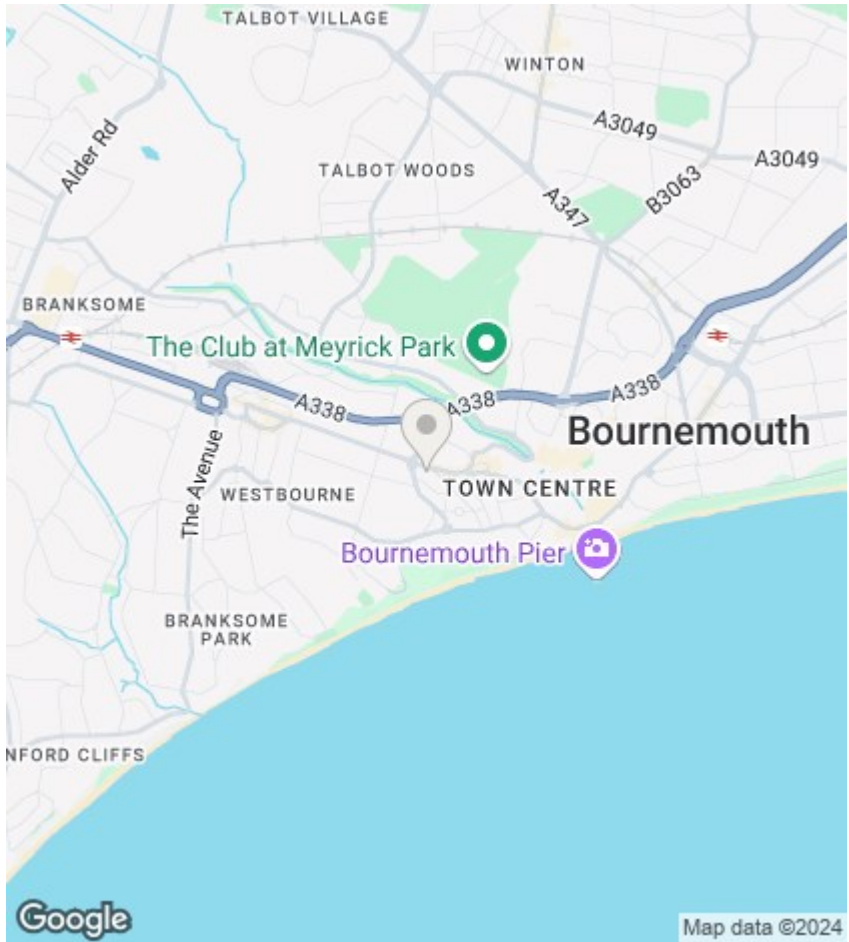 TALBOT VILLAGE
WINTON
A3049
A3049
Alder Rd
TALBOT WOODS
A347
B3063
BRANKSOME
The Club at Meyrick Park
A338
A338
A338
Bournemouth
The Avenue
WESTBOURNE
TOWN CENTRE
Bournemouth Pier
BRANKSOME
PARK
NFORD CLIFFS
Google
Map data ©2024